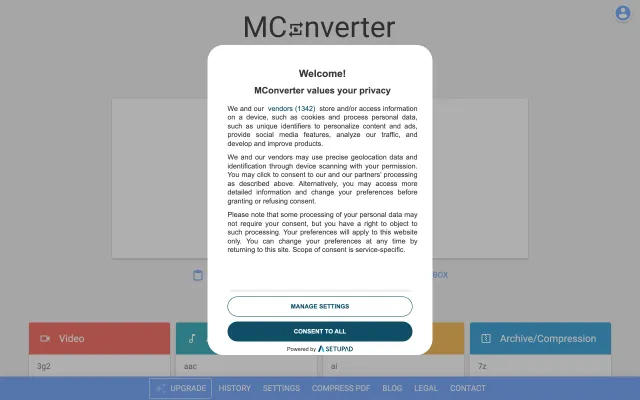 MConverter
Welcome!
MConverter values your privacy
We and our vendors (1342) store and/or access information
on a device, such as cookies and process personal data,
such as unique identifiers to personalize content and ads,
provide social media features, analyze our traffic, and
develop and improve products.
We and our vendors may use precise geolocation data and
identification through device scanning with your permission.
You may click to consent to our and our partners' processing
as described above. Alternatively, you may access more
detailed information and change your preferences before
granting or refusing consent.
Please note that some processing of your personal data may
not require your consent, but you have a right to object to
such processing. Your preferences will apply to this website
only. You can change your preferences at any time by
returning to this site. Scope of consent is service-specific.
BOX
MANAGE SETTINGS
CONSENT TO ALL
Powered by SETUPAD
Video
Archive/Compression
3g2
aac
ai
7z
UPGRADE HISTORY SETTINGS COMPRESS PDF BLOG LEGAL CONTACT